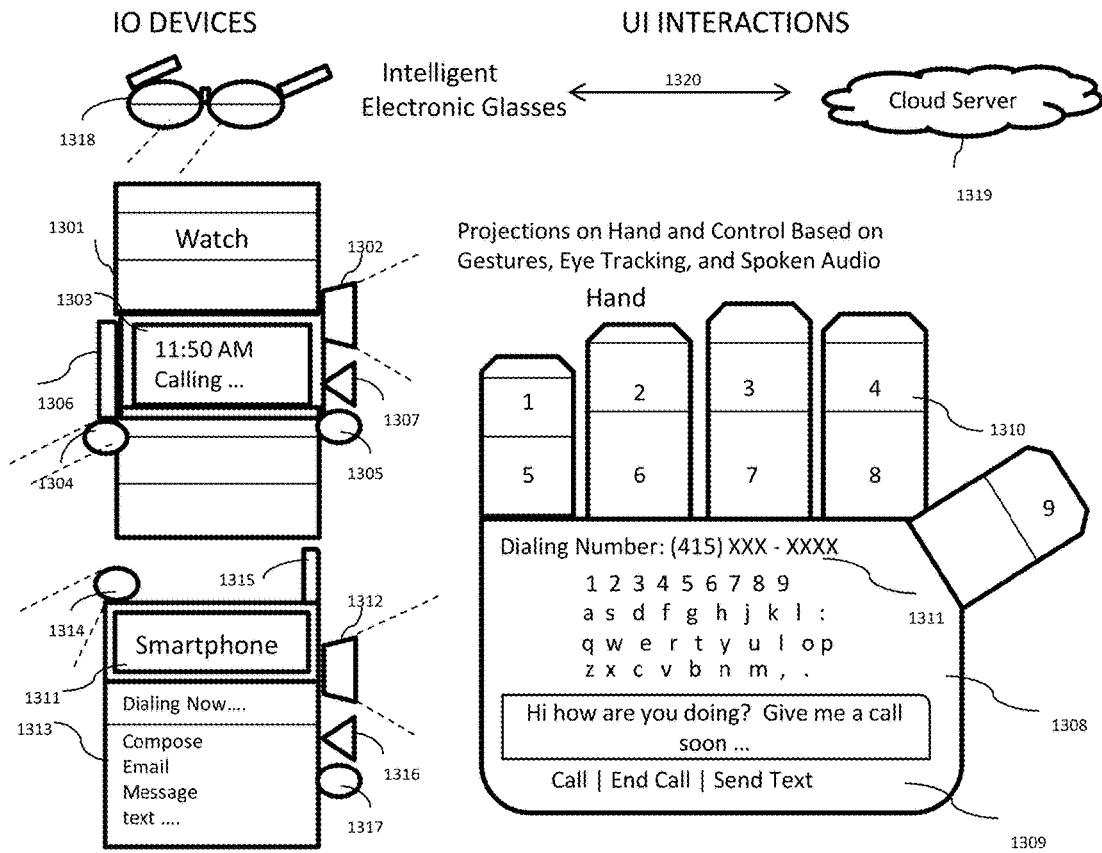 IO DEVICES
UI INTERACTIONS
Intelligent
Electronic Glasses
1320
Cloud Server
1318
1319
1301
Watch
1302
1303
11:50 AM
Calling ...
1306
1307
1304
1305
Projections on Hand and Control Based on
Gestures, Eye Tracking, and Spoken Audio
Hand
1 2 3 4
1310
5 6 7 8
9
Dialing Number: (415) XXX - XXXX
1 2 3 4 5 6 7 8 9
1311
a s d f g h j k l :
q w e r t y u l o p
z x c v b n m , .
1308
Hi how are you doing? Give me a call
soon ...
Call | End Call | Send Text
1309
1315
1312
1314
Smartphone
1311
1313
Dialing Now....
Compose
Email
Message
text ....
1316
1317